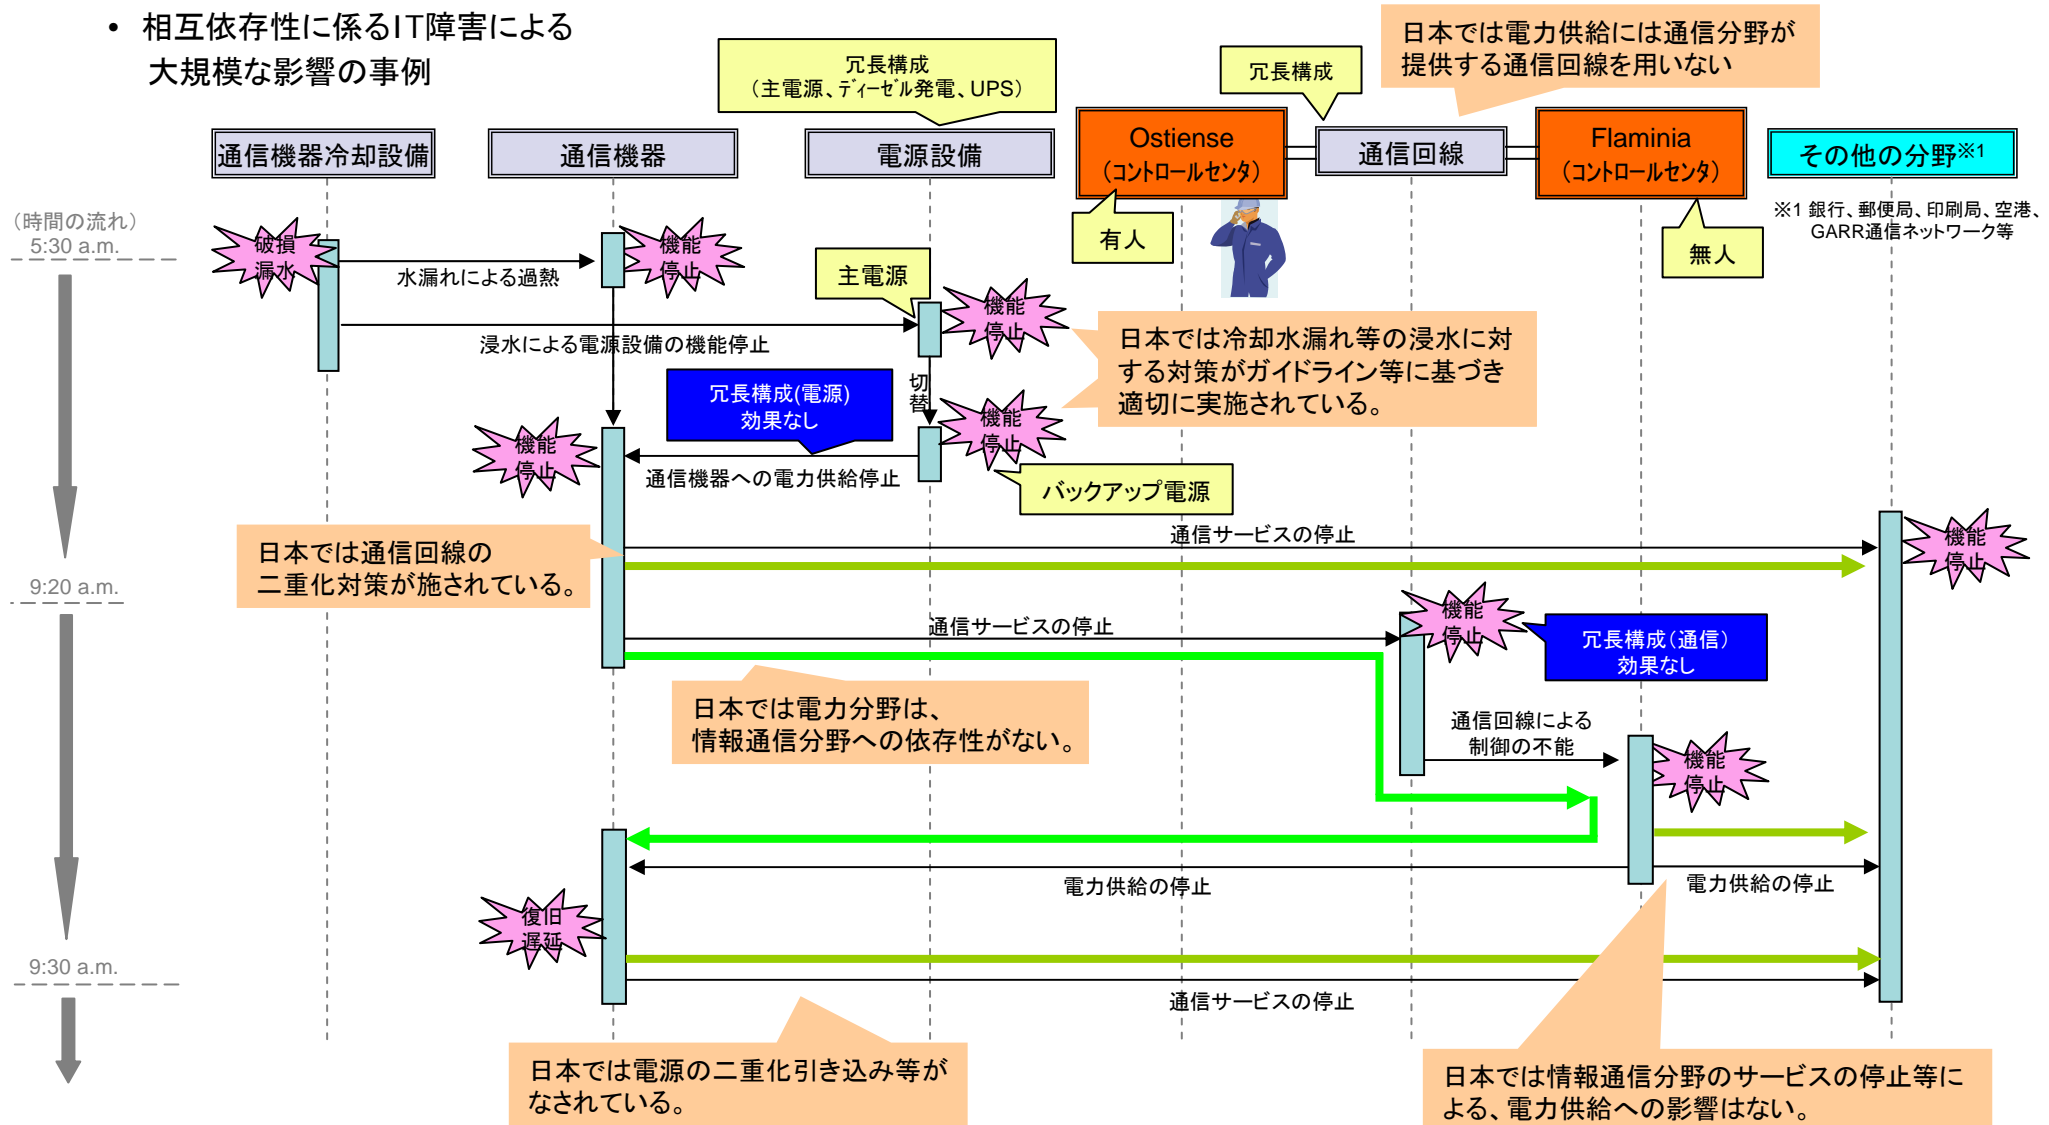 • 相互依存性に係るIT障害による
大規模な影響の事例
冗長構成
(主電源、ディーゼル発電、UPS)
冗長構成
日本では電力供給には通信分野が
提供する通信回線を用いない
通信機器冷却設備
通信機器
電源設備
Ostiense
(コントロールセンタ)
通信回線
Flaminia
(コントロールセンタ)
その他の分野※1
※1 銀行、郵便局、印刷局、空港、
GARR通信ネットワーク等
(時間の流れ)
5:30 a.m.
破損
漏水
水漏れによる過熱
機能
停止
主電源
有人
無人
機能
停止
浸水による電源設備の機能停止
日本では冷却水漏れ等の浸水に対
する対策がガイドライン等に基づき
適切に実施されている。
冗長構成(電源)
効果なし
切
替
機能
停止
機能
停止
通信機器への電力供給停止
バックアップ電源
日本では通信回線の
二重化対策が施されている。
通信サービスの停止
機能
停止
9:20 a.m.
通信サービスの停止
機能
停止
冗長構成(通信)
効果なし
日本では電力分野は、
情報通信分野への依存性がない。
通信回線による
制御の不能
機能
停止
電力供給の停止
電力供給の停止
復旧
遅延
9:30 a.m.
通信サービスの停止
日本では電源の二重化引き込み等が
なされている。
日本では情報通信分野のサービスの停止等に
よる、電力供給への影響はない。